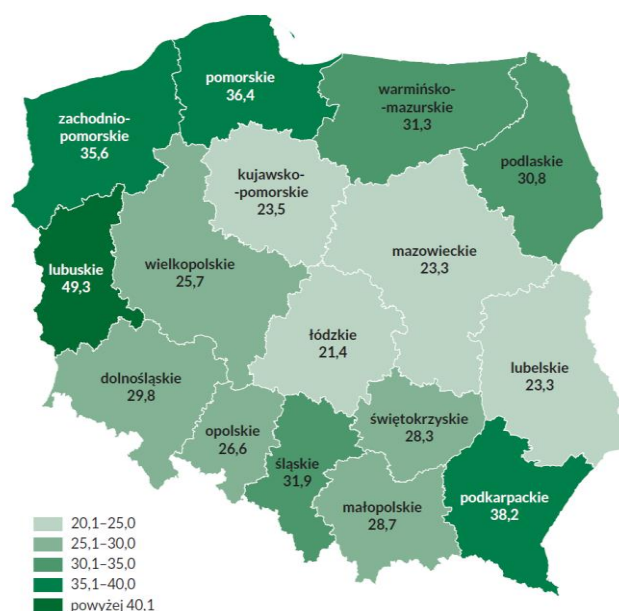 pomorskie
36,4
warmińsko-
-mazurskie
31,3
zachodnio-
pomorskie
35,6
podlaskie
30,8
kujawsko-
-pomorskie
23,5
mazowieckie
23,3
wielkopolskie
25,7
lubuskie
49,3
łódzkie
21,4
lubelskie
23,3
dolnośląskie
29,8
opolskie
26,6
świętokrzyskie
28,3
śląskie
31,9
małopolskie
28,7
podkarpackie
38,2
20,1–25,0
25,1–30,0
30,1–35,0
35,1–40,0
powyżej 40,1